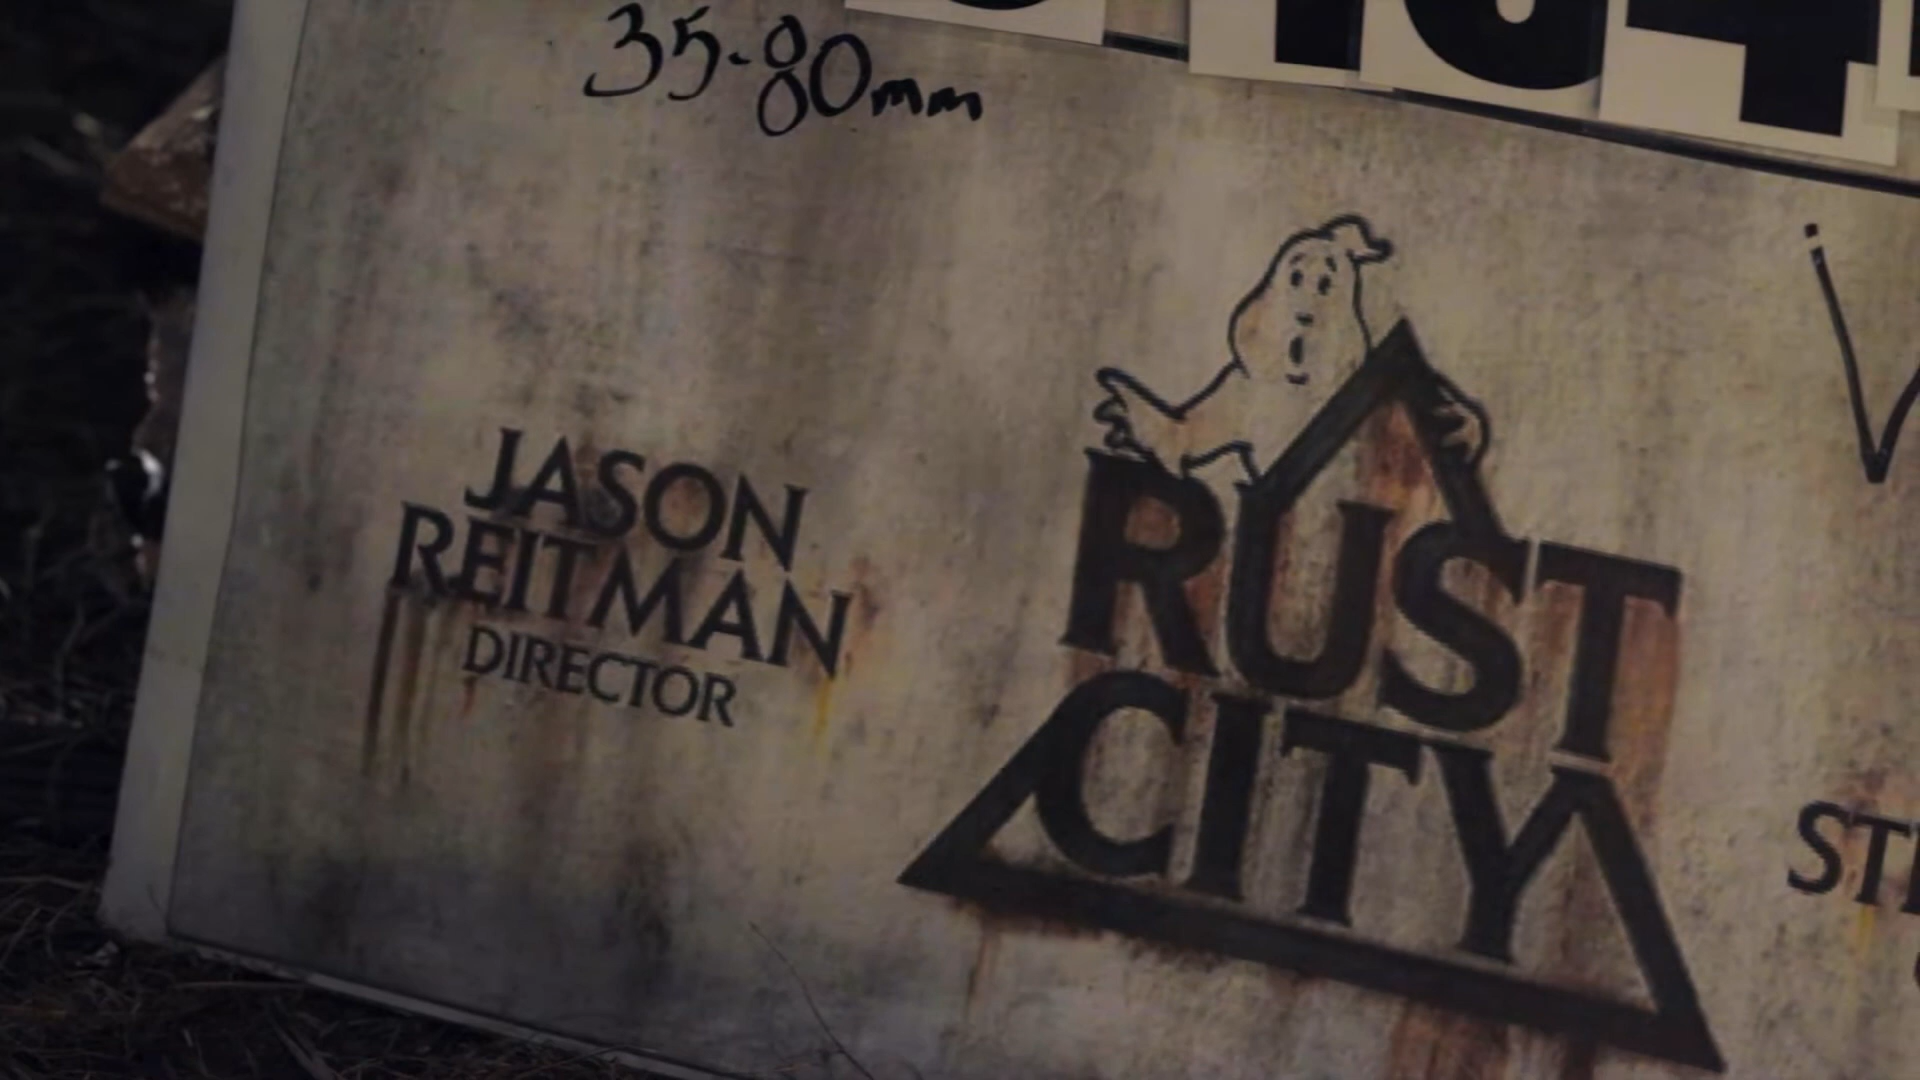 35-80mm
JASON
REITMAN
DIRECTOR
RUST
CITY